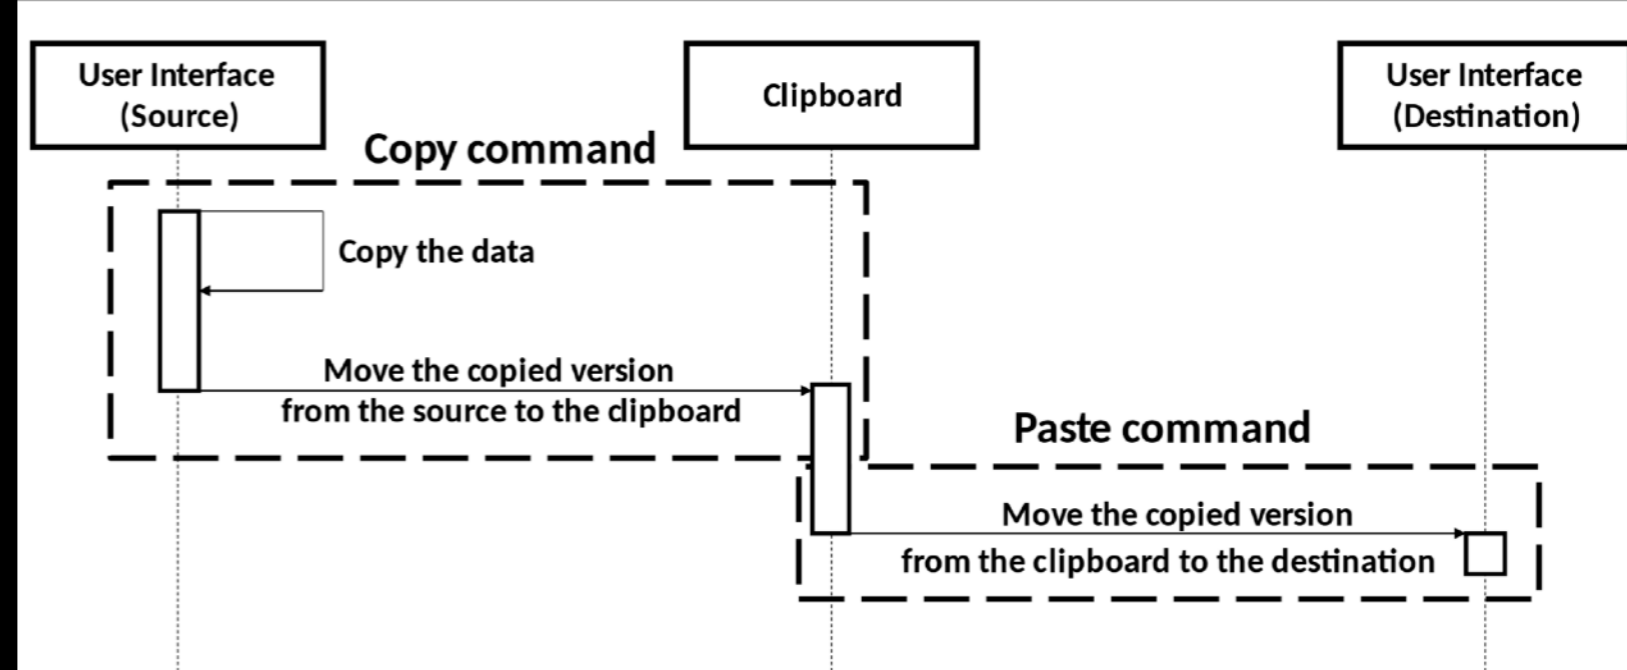 User Interface
(Source)
Clipboard
User Interface
(Destination)
Copy command
Copy the data
Move the copied version
from the source to the clipboard
Paste command
Move the copied version
from the clipboard to the destination